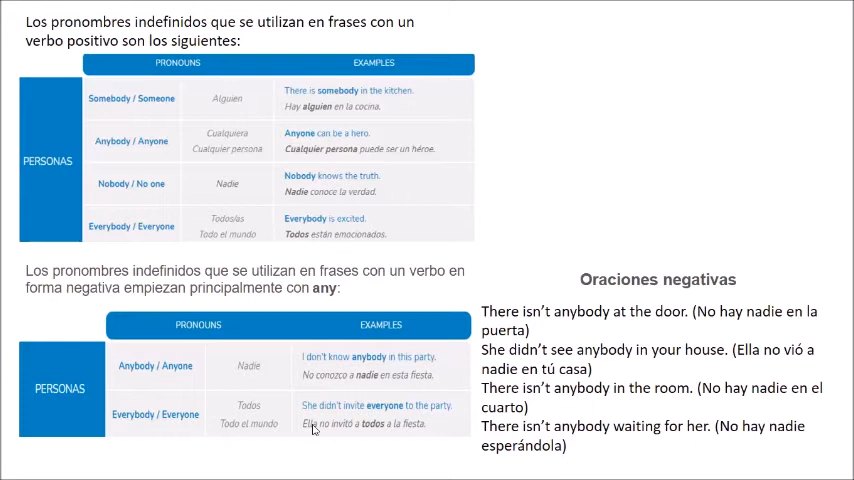 Los pronombres indefinidos que se utilizan en frases con un
verbo positivo son los siguientes:
PRONOUNS EXAMPLES
PERSONAS
Somebody / Someone Alguien There is somebody in the kitchen.
Hay alguien en la cocina.
Anybody / Anyone Cualquiera Anyone can be a hero.
Cualquier persona Cualquier persona puede ser un héroe.
Nobody / No one Nadie Nobody knows the truth.
Nadie conoce la verdad.
Everybody / Everyone Todos/as Everybody is excited.
Todo el mundo Todos están emocionados.
Los pronombres indefinidos que se utilizan en frases con un verbo en
forma negativa empiezan principalmente con any:
PRONOUNS EXAMPLES
PERSONAS
Anybody / Anyone Nadie I don't know anybody in this party.
No conozco a nadie en esta fiesta.
Everybody / Everyone Todos She didn't invite everyone to the party.
Todo el mundo Ella no invitó a todos a la fiesta.
Oraciones negativas
There isn't anybody at the door. (No hay nadie en la
puerta)
She didn't see anybody in your house. (Ella no vió a
nadie en tú casa)
There isn't anybody in the room. (No hay nadie en el
cuarto)
There isn't anybody waiting for her. (No hay nadie
esperándola)